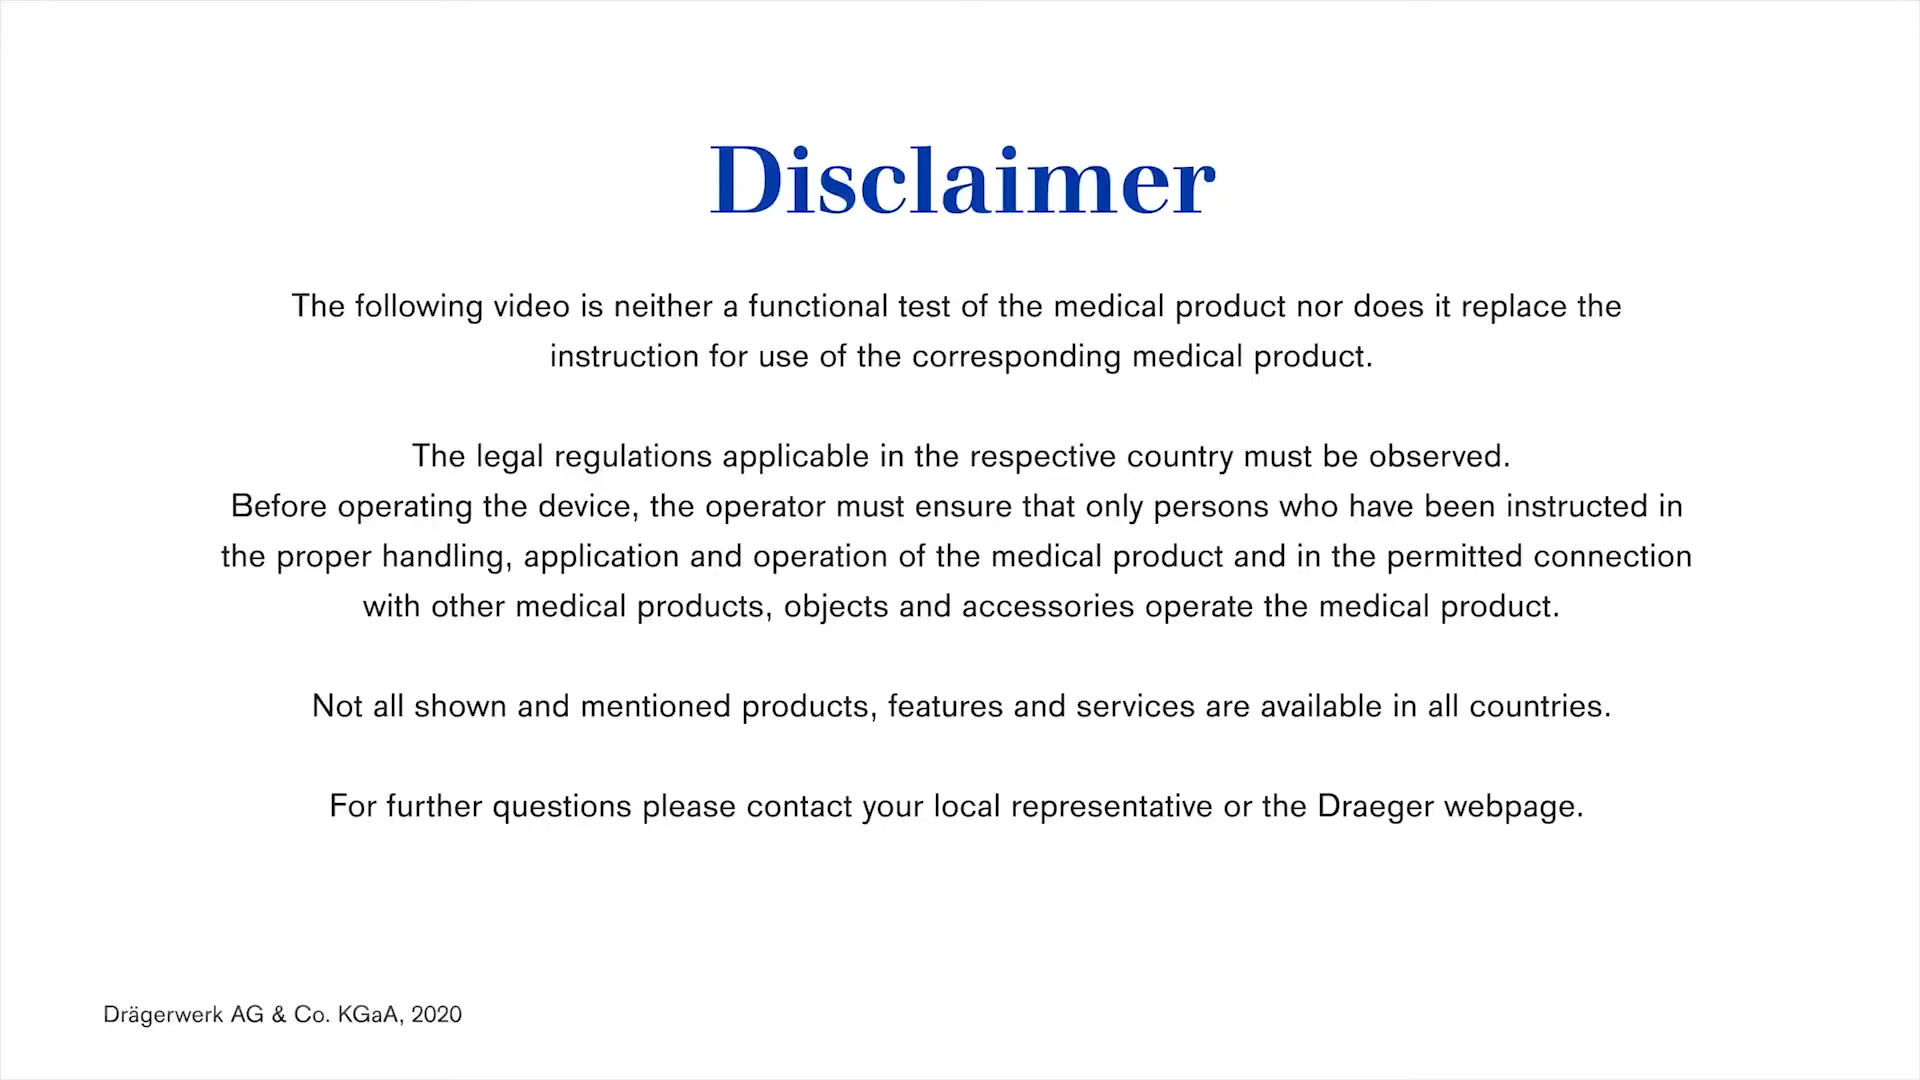 Disclaimer
The following video is neither a functional test of the medical product nor does it replace the
instruction for use of the corresponding medical product.
The legal regulations applicable in the respective country must be observed.
Before operating the device, the operator must ensure that only persons who have been instructed in
the proper handling, application and operation of the medical product and in the permitted connection
with other medical products, objects and accessories operate the medical product.
Not all shown and mentioned products, features and services are available in all countries.
For further questions please contact your local representative or the Draeger webpage.
Drägerwerk AG & Co. KGaA, 2020